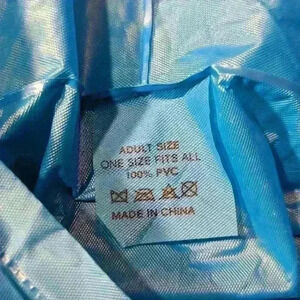 ADULT SIZE
ONE SIZE FITS ALL
100% PVC
MADE IN CHINA